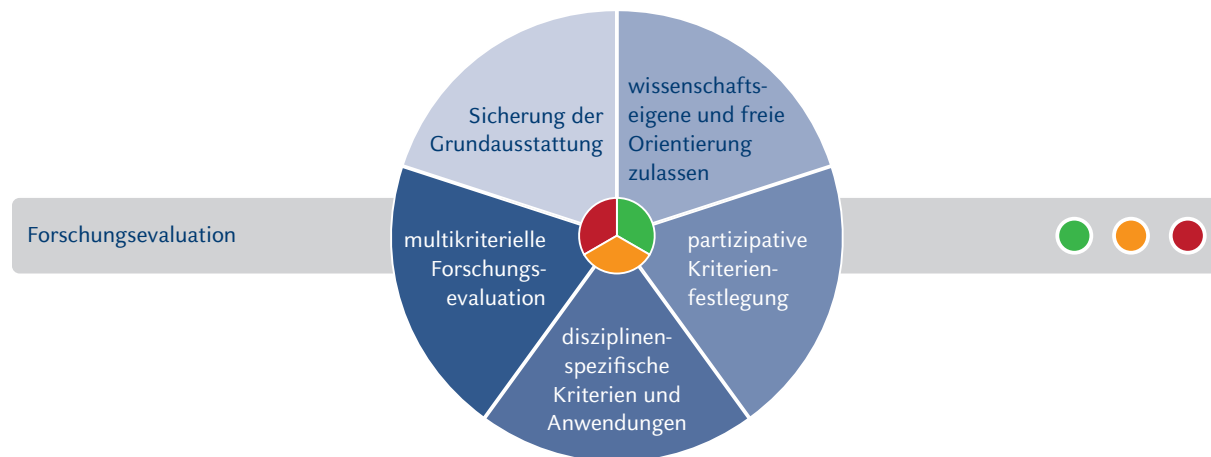 wissenschafts-
eigene und freie
Orientierung
zulassen
Sicherung der
Grundausstattung
Forschungsevaluation
multikriterielle
Forschungs-
evaluation
partizipative
Kriterien-
festlegung
disziplinen-
spezifische
Kriterien und
Anwendungen